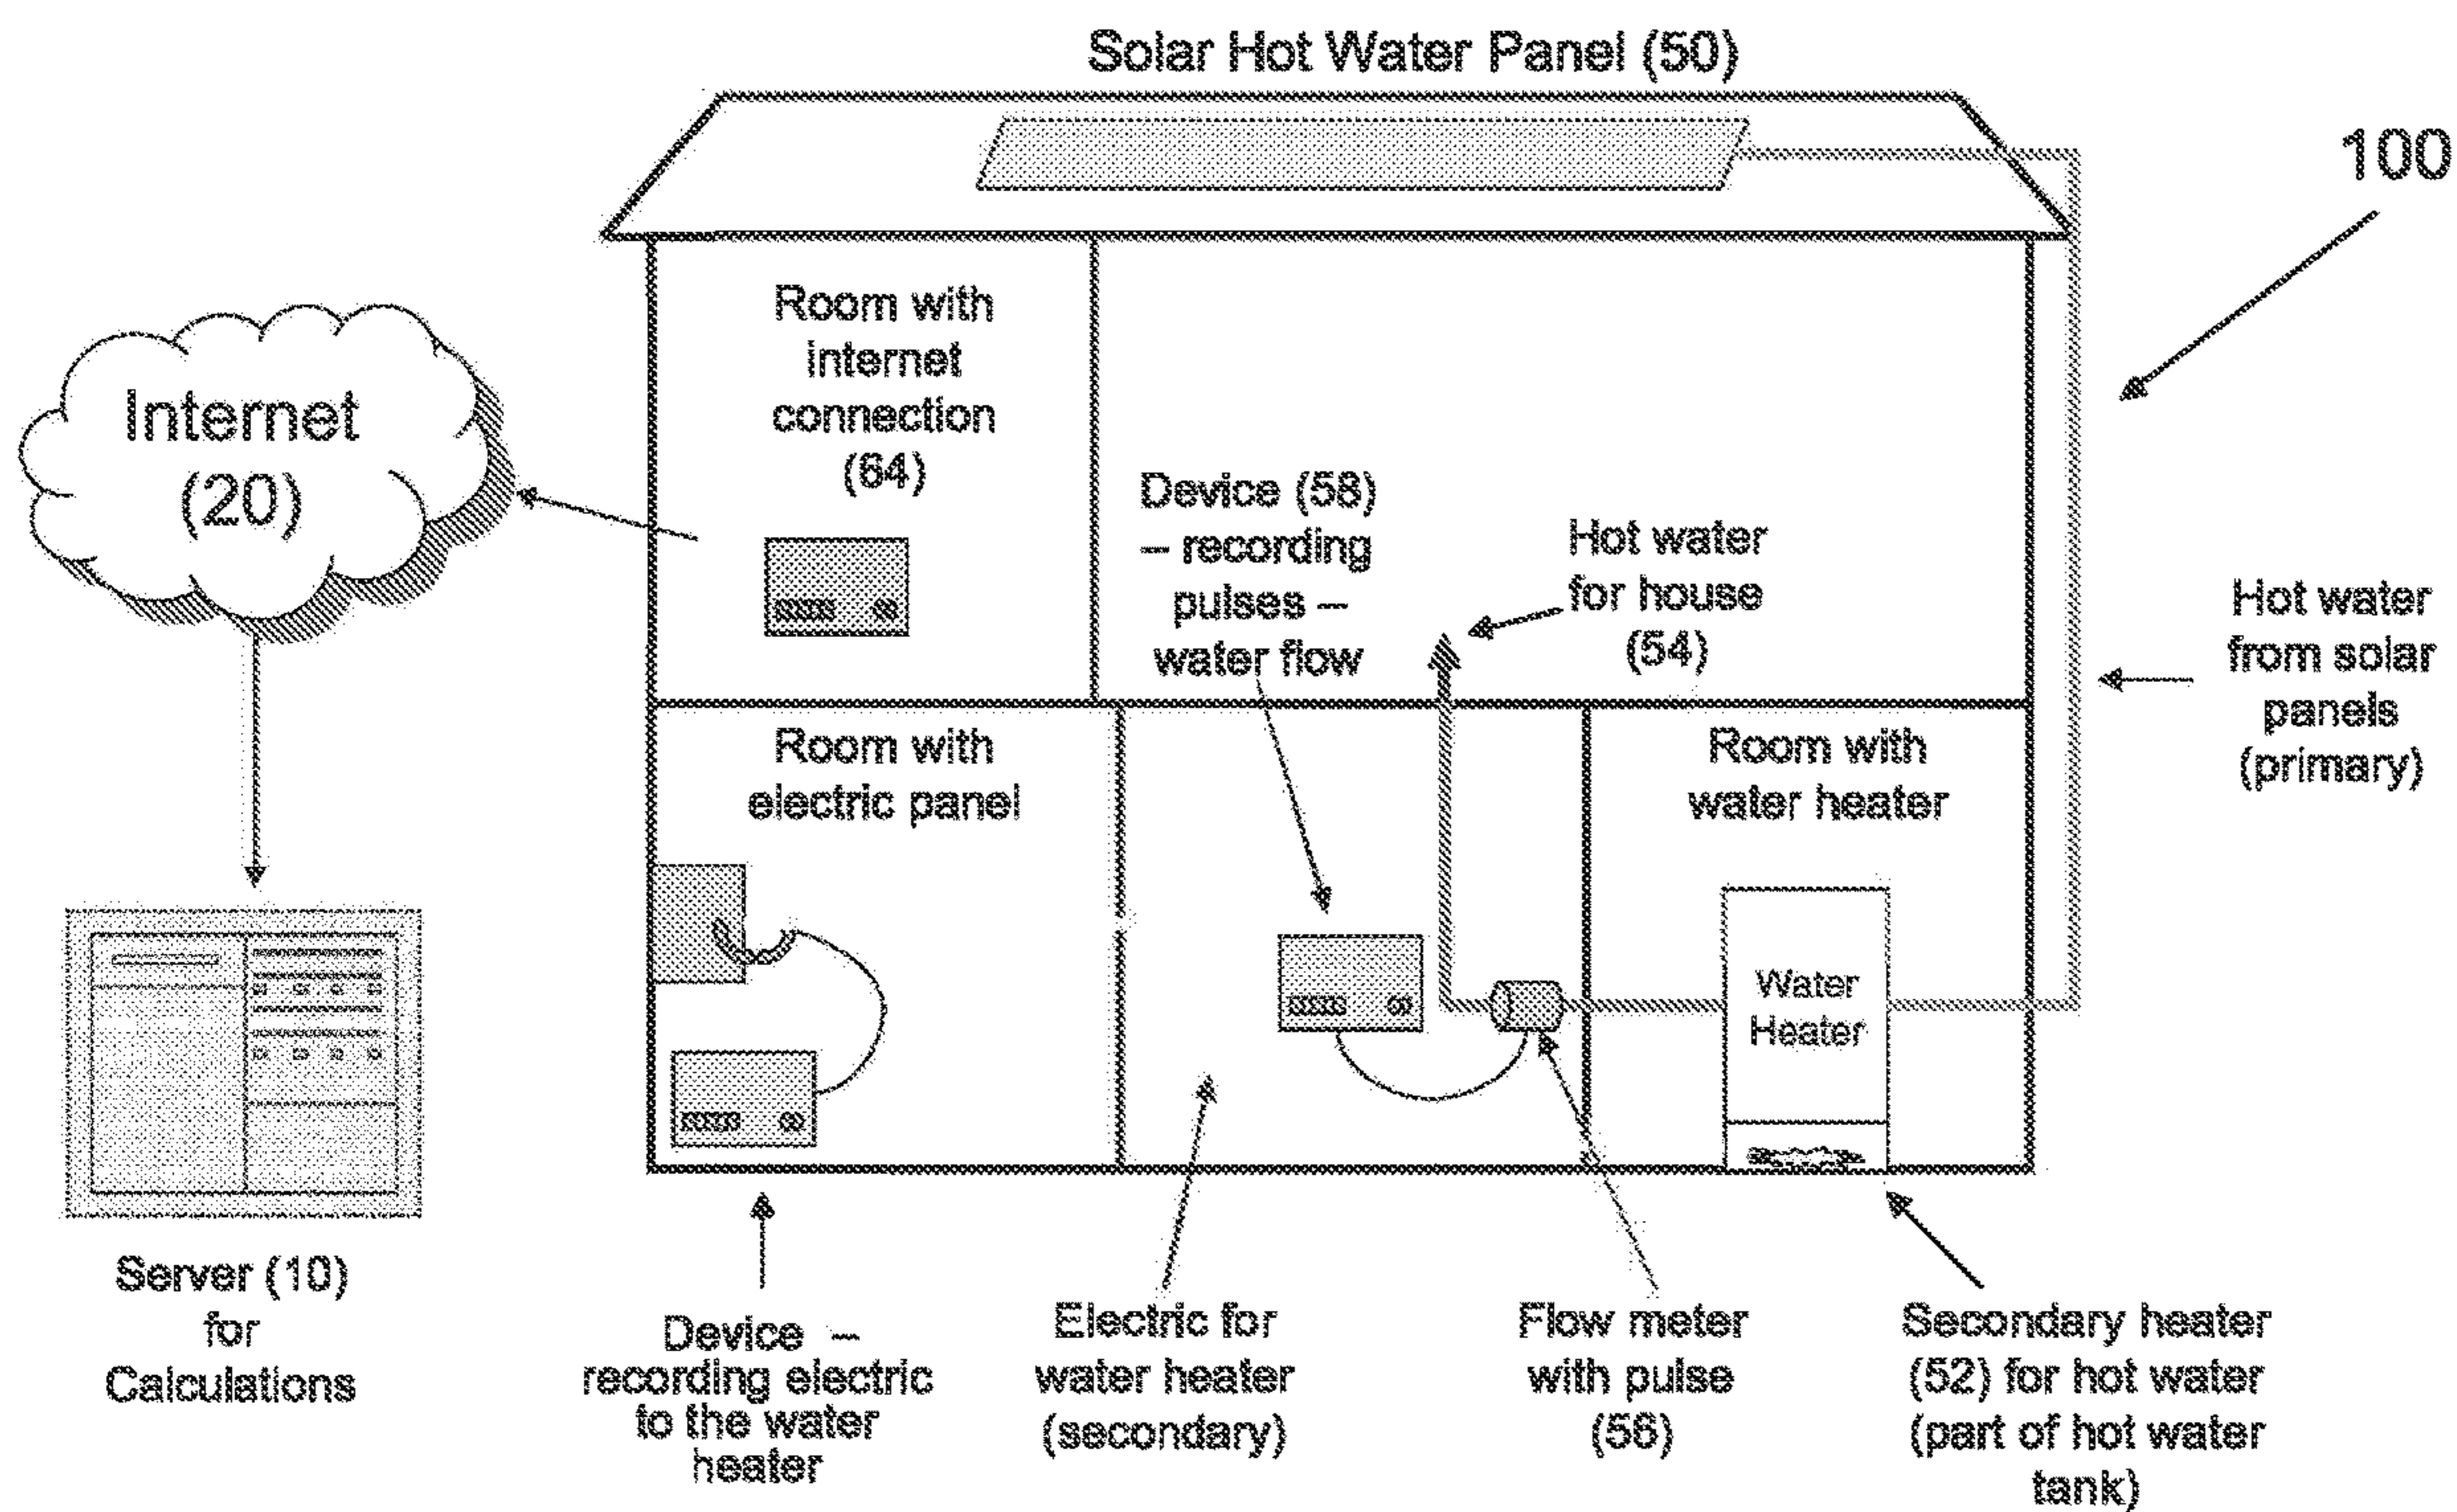 Solar Hot Water Panel (50)
100
Room with
internet
connection
(64)
Internet
(20)
Device (58)
– recording
pulses –
water flow
Hot water
for house
(54)
Hot water
from solar
panels
(primary)
Room with
electric panel
Room with
water heater
Water
Heater
Server (10)
for
Calculations
Device –
recording electric
to the water
heater
Electric for
water heater
(secondary)
Flow meter
with pulse
(56)
Secondary heater
(52) for hot water
(part of hot water
tank)